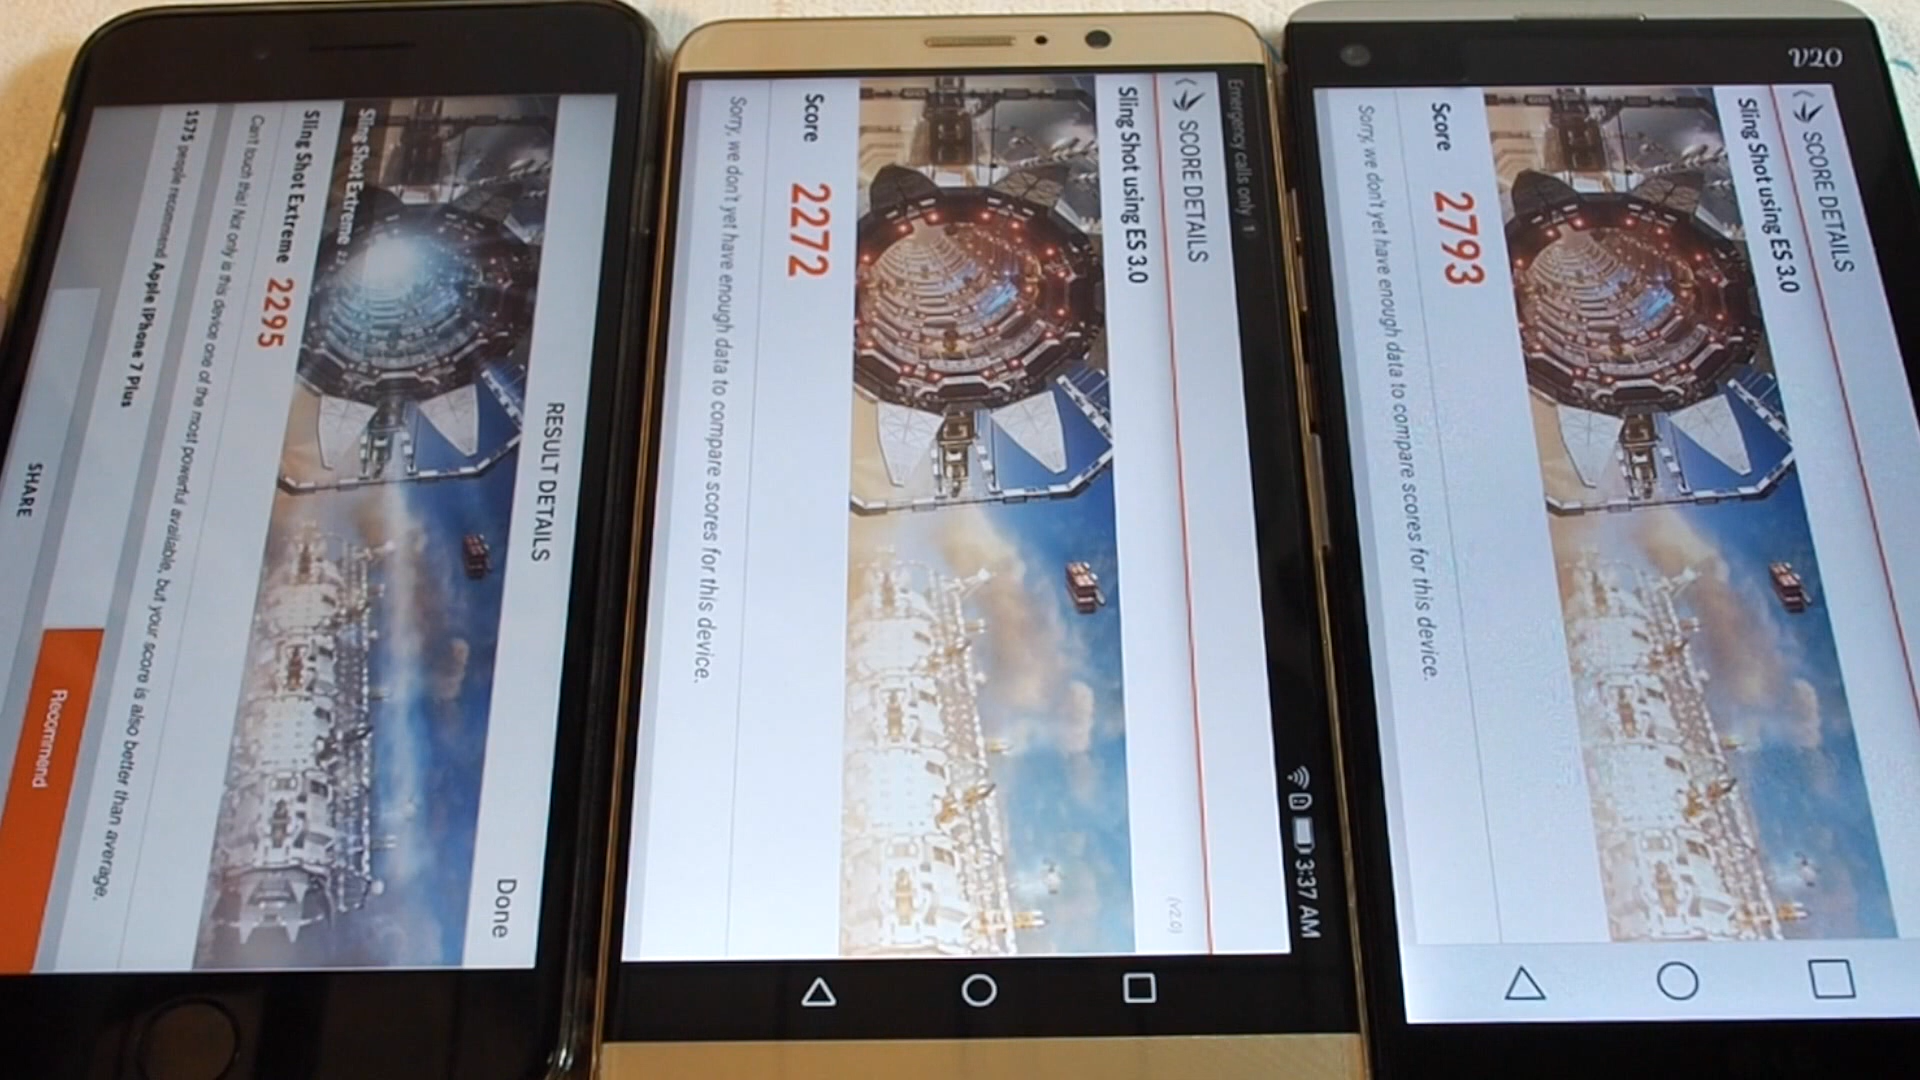 RESULT DETAILS
Done
Sling Shot Extreme
Sling Shot Extreme 2295
Can't touch this! Not only is this device one of the most powerful available, but your score is also better than average.
1575 people recommend Apple iPhone 7 Plus
Recommend
SHARE
Emergency calls only
3:37 AM
SCORE DETAILS
Sling Shot using ES 3.0
(v2.0)
Score 2272
Sorry, we don't yet have enough data to compare scores for this device.
V20
SCORE DETAILS
Sling Shot using ES 3.0
Score 2793
Sorry, we don't yet have enough data to compare scores for this device.